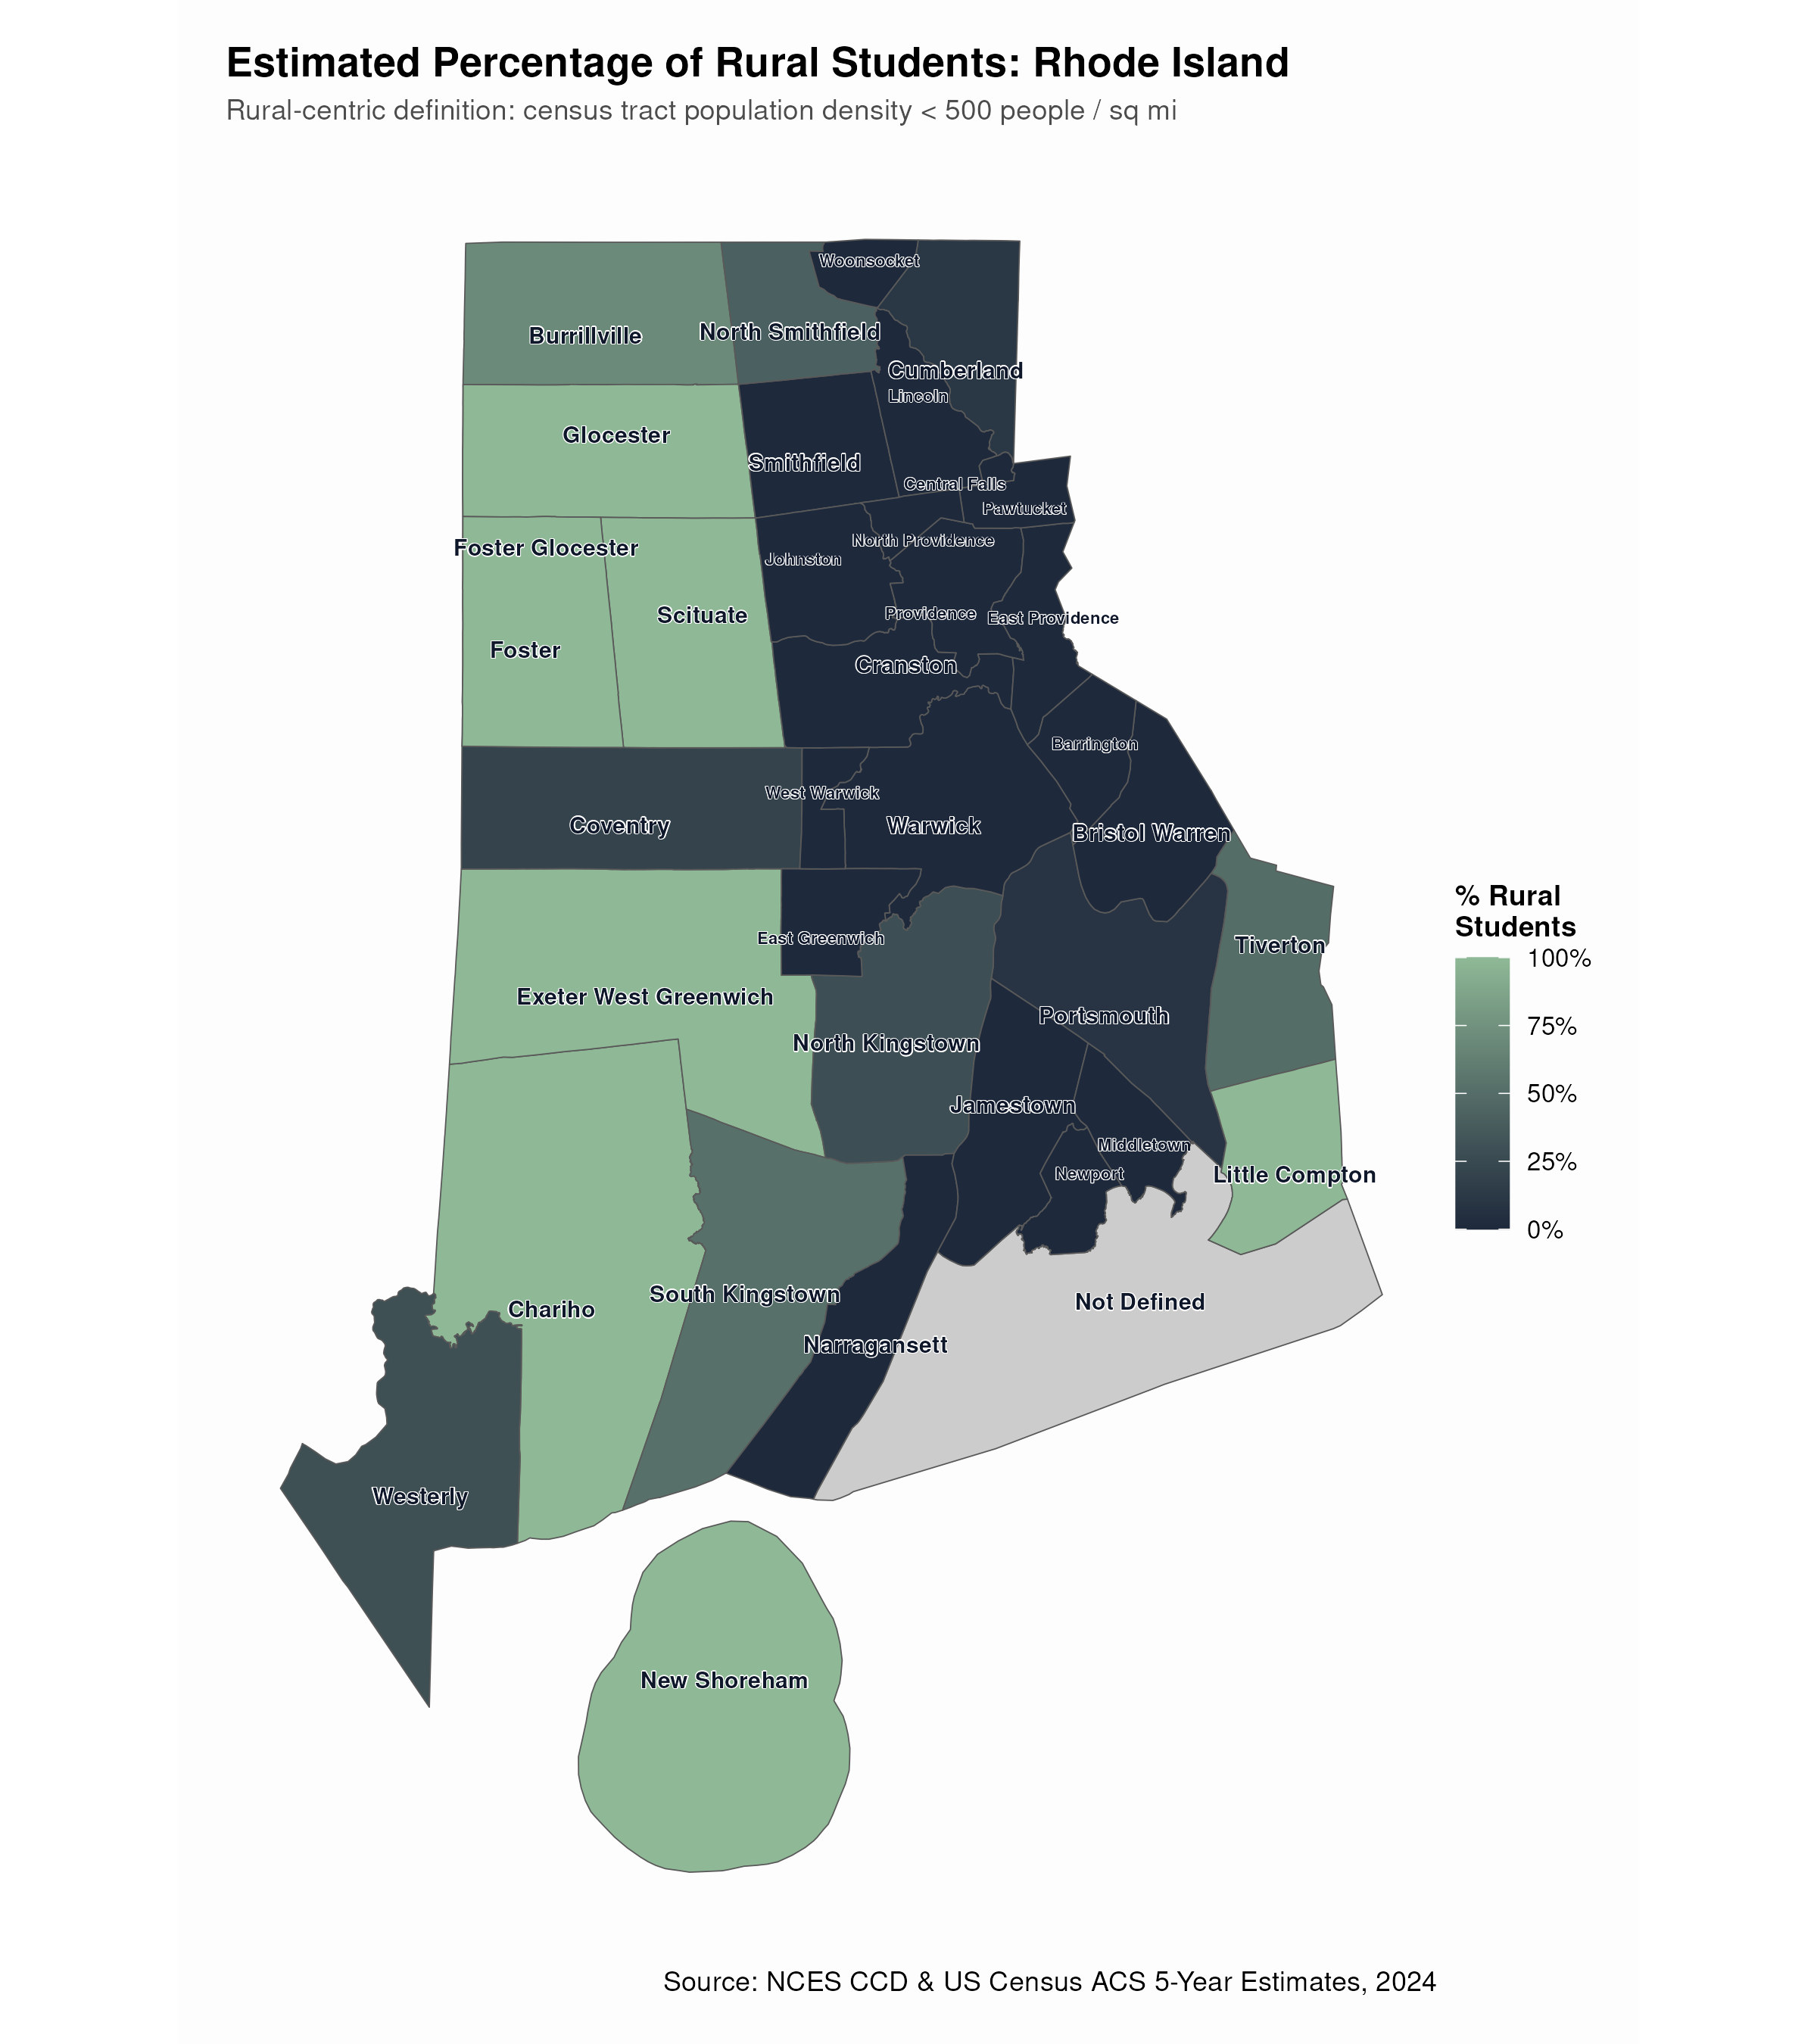 Estimated Percentage of Rural Students: Rhode Island
Rural-centric definition: census tract population density < 500 people / sq mi
Woonsocket
Burrillville
North Smithfield
Cumberland
Lincoln
Glocester
Smithfield
Central Falls
Pawtucket
Foster Glocester
North Providence
Johnston
Scituate
Providence
East Providence
Foster
Cranston
Barrington
West Warwick
Coventry
Warwick
Bristol Warren
East Greenwich
Tiverton
Exeter West Greenwich
Portsmouth
North Kingstown
Jamestown
Middletown
Newport
Little Compton
South Kingstown
Not Defined
Chariho
Narragansett
Westerly
New Shoreham
% Rural
Students
100%
75%
50%
25%
0%
Source: NCES CCD & US Census ACS 5-Year Estimates, 2024